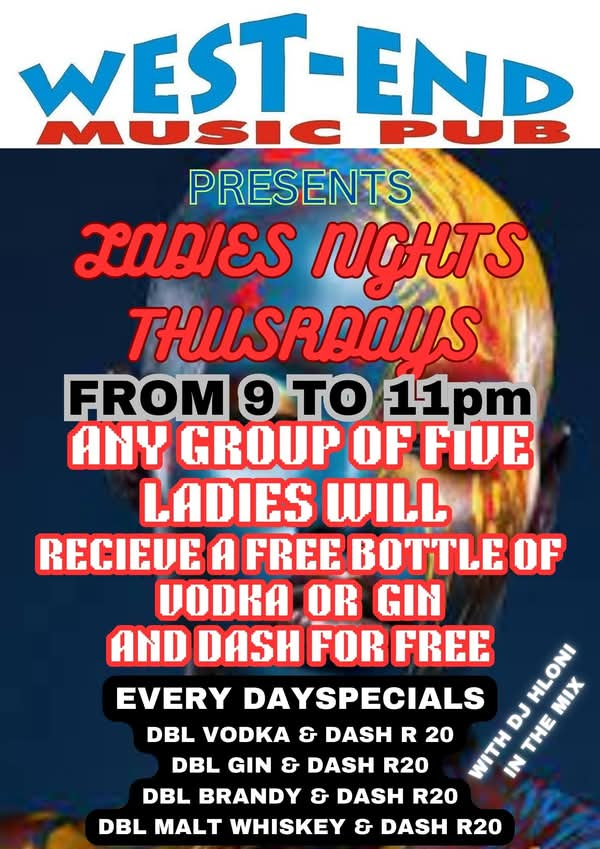 WEST-END
MUSIC PUB
PRESENTS
LADIES NIGHTS
THUSRDAYS
FROM 9 TO 11pm
ANY GROUP OF FIVE
LADIES WILL
RECIEVE A FREE BOTTLE OF
VODKA OR GIN
AND DASH FOR FREE
EVERY DAYSPECIALS
DBL VODKA & DASH R 20
DBL GIN & DASH R20
DBL BRANDY & DASH R20
DBL MALT WHISKEY & DASH R20
WITH DJ HLONI
IN THE MIX